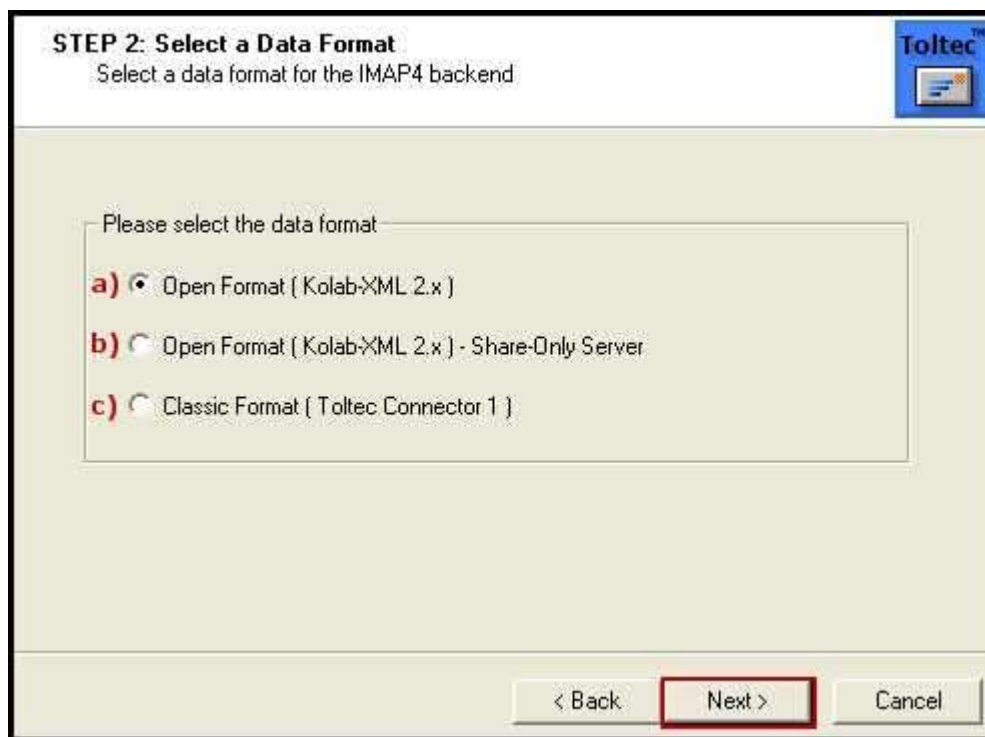 STEP 2: Select a Data Format
Select a data format for the IMAP4 backend
Toltec™
Please select the data format
a) Open Format ( Kolab-XML 2.x )
b) Open Format ( Kolab-XML 2.x ) - Share-Only Server
c) Classic Format ( Toltec Connector 1 )
< Back Next > Cancel